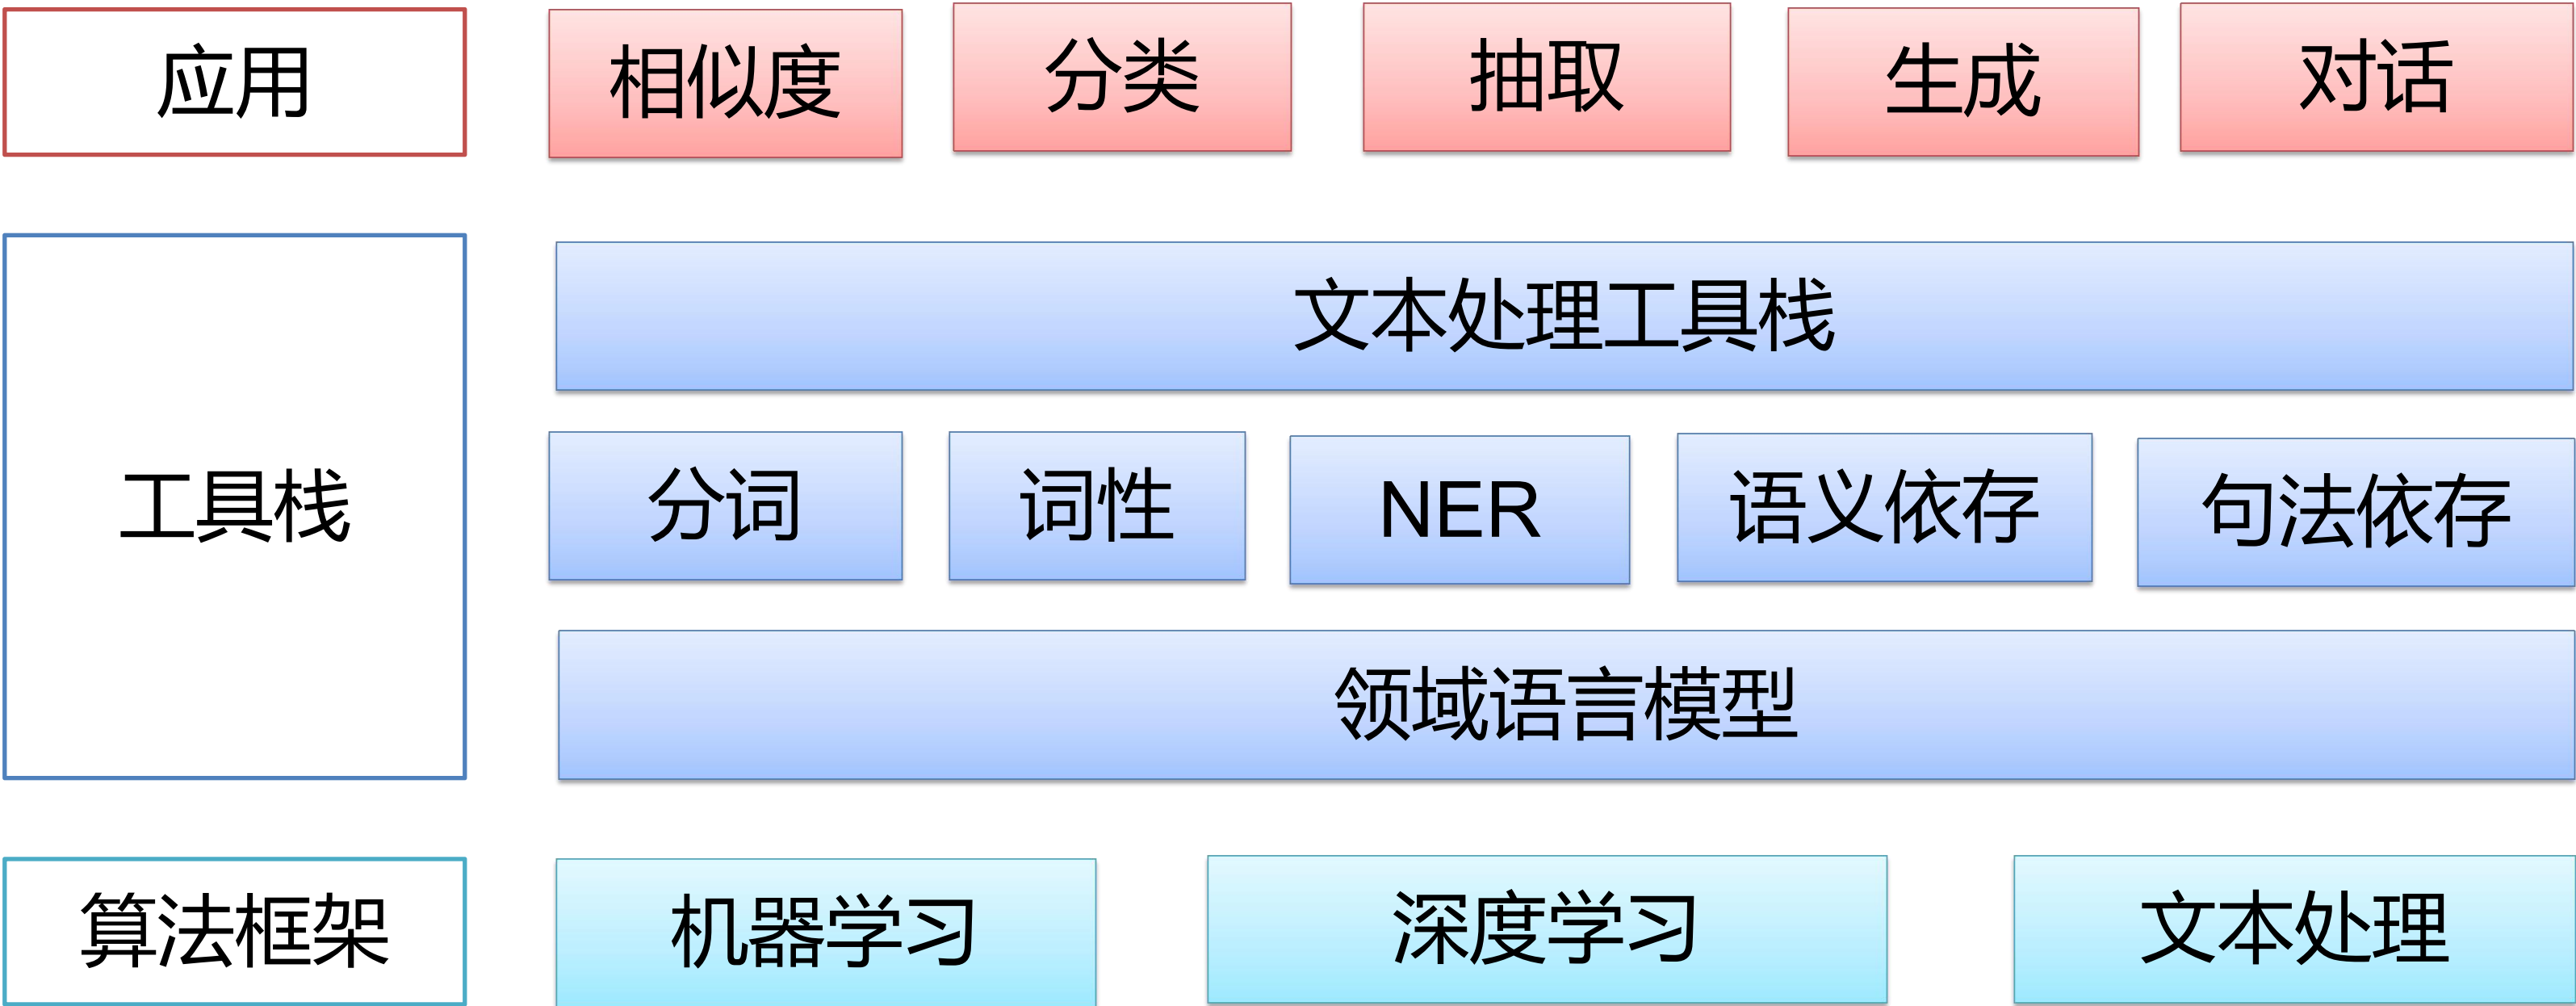 应用 相似度 分类 抽取 生成 对话
文本处理工具栈
工具栈 分词 词性 NER 语义依存 句法依存
领域语言模型
算法框架 机器学习 深度学习 文本处理